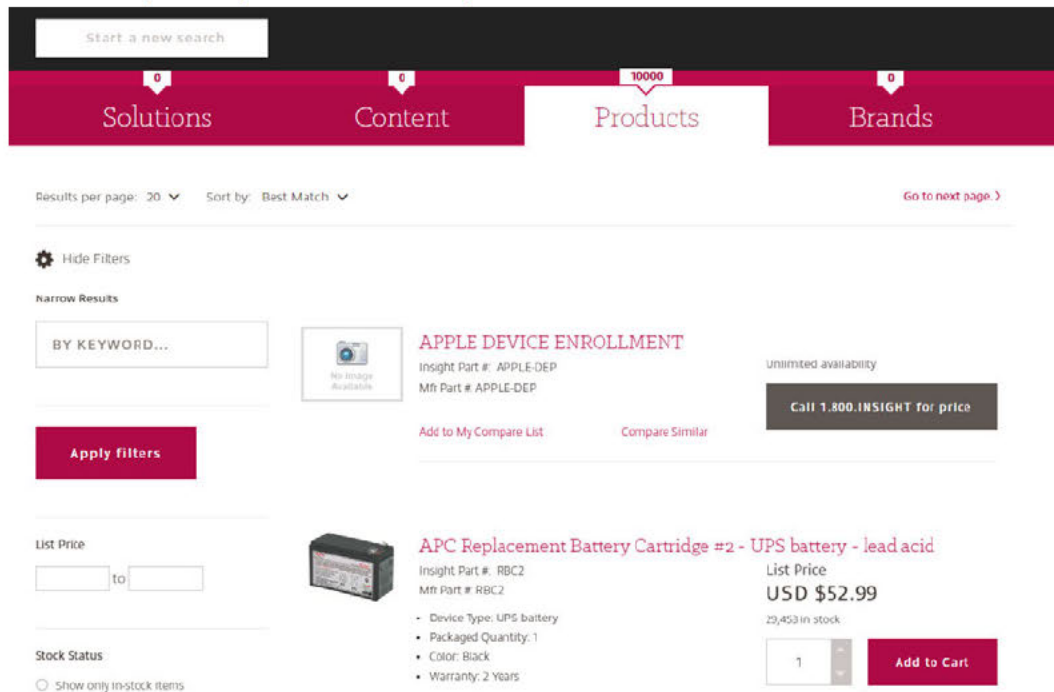 Start a new search
0
0
10000
0
Solutions
Content
Products
Brands
Results per page: 20
Sort by: Best Match
Go to next page.
Hide Filters
Narrow Results
BY KEYWORD...
Apply filters
List Price
to
Stock Status
Show only in-stock items
No Image
Available
APPLE DEVICE ENROLLMENT
Insight Part #: APPLE-DEP
Mfr Part #: APPLE-DEP
Add to My Compare List
Compare Similar
Unlimited availability
Call 1.800.INSIGHT for price
APC Replacement Battery Cartridge #2 - UPS battery - lead acid
Insight Part #: RBC2
Mfr Part #: RBC2
• Device Type: UPS battery
• Packaged Quantity: 1
• Color: Black
• Warranty: 2 Years
List Price
USD $52.99
29,453 in stock
1
Add to Cart